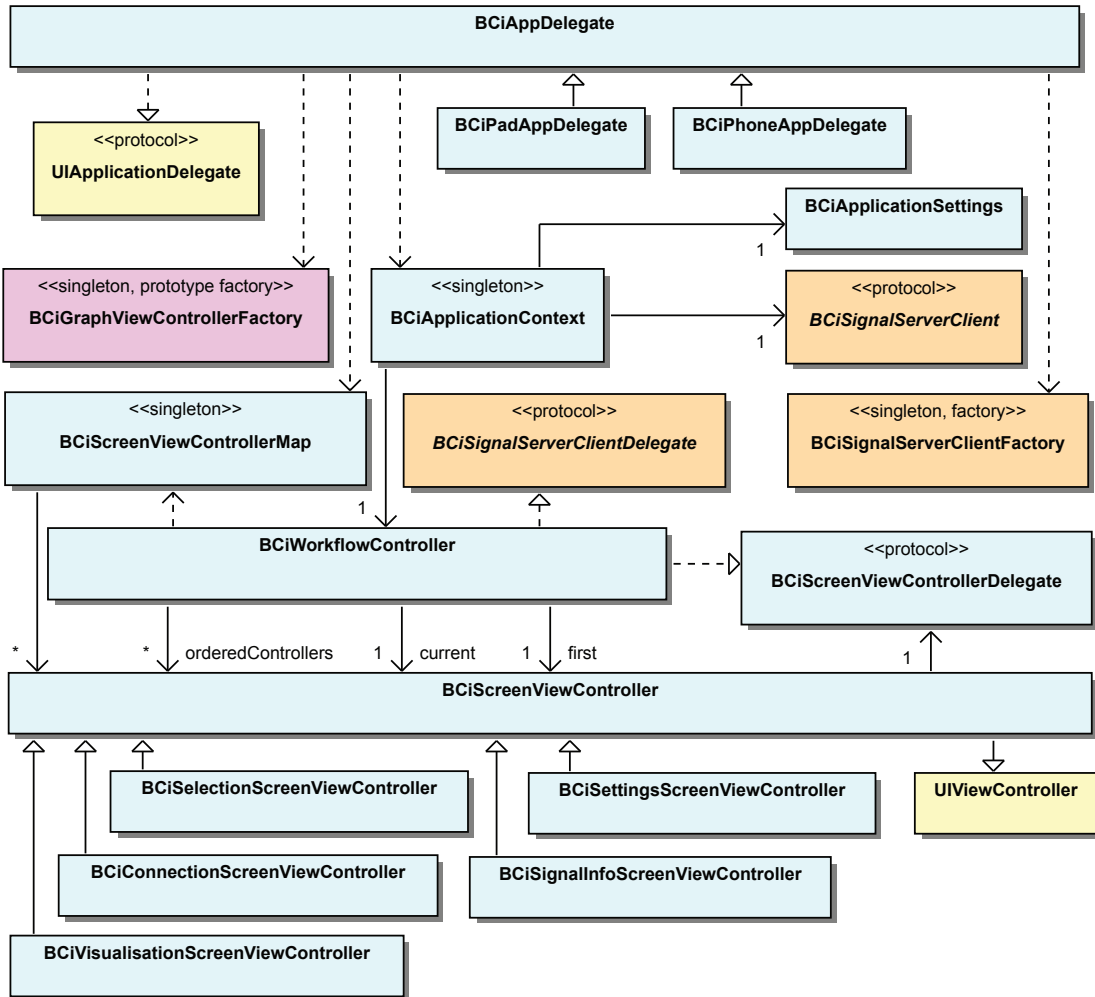 BCiAppDelegate
<<protocol>>
UIApplicationDelegate
BCiPadAppDelegate
BCiPhoneAppDelegate
BCiApplicationSettings
1
<<singleton, prototype factory>>
BCiGraphViewControllerFactory
<<singleton>>
BCiApplicationContext
<<protocol>>
BCiSignalServerClient
1
<<singleton>>
BCiScreenViewControllerMap
<<protocol>>
BCiSignalServerClientDelegate
<<singleton, factory>>
BCiSignalServerClientFactory
1
BCiWorkflowController
<<protocol>>
BCiScreenViewControllerDelegate
* * orderedControllers 1 current 1 first 1
BCiScreenViewController
BCiSelectionScreenViewController
BCiSettingsScreenViewController
UIViewController
BCiConnectionScreenViewController
BCiSignalInfoScreenViewController
BCiVisualisationScreenViewController